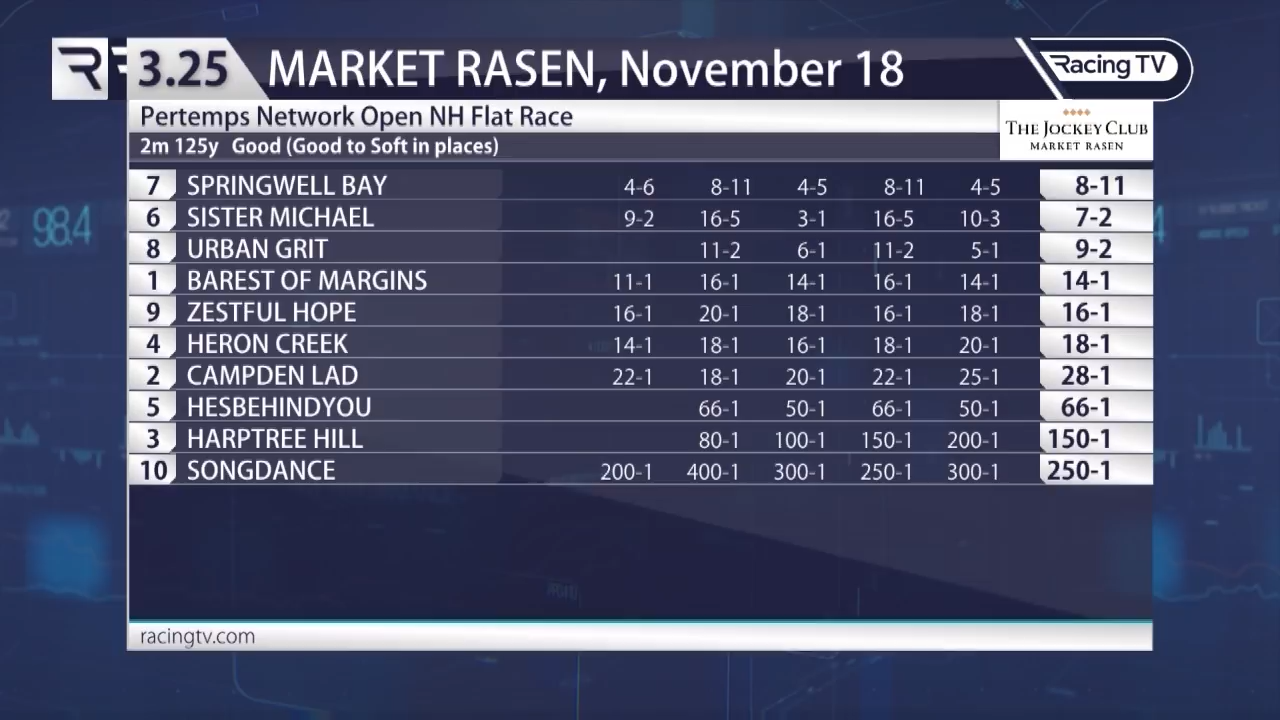 3.25 MARKET RASEN, November 18 Racing TV
Pertemps Network Open NH Flat Race
THE JOCKEY CLUB
MARKET RASEN
2m 125y Good (Good to Soft in places)
7 SPRINGWELL BAY 4-6 8-11 4-5 8-11 4-5 8-11
6 SISTER MICHAEL 9-2 16-5 3-1 16-5 10-3 7-2
8 URBAN GRIT 11-2 6-1 11-2 5-1 9-2
1 BAREST OF MARGINS 11-1 16-1 14-1 16-1 14-1 14-1
9 ZESTFUL HOPE 16-1 20-1 18-1 16-1 18-1 16-1
4 HERON CREEK 14-1 18-1 16-1 18-1 20-1 18-1
2 CAMPDEN LAD 22-1 18-1 20-1 22-1 25-1 28-1
5 HESBEHINDYOU 66-1 50-1 66-1 50-1 66-1
3 HARPTREE HILL 80-1 100-1 150-1 200-1 150-1
10 SONGDANCE 200-1 400-1 300-1 250-1 300-1 250-1
racingtv.com
98.4